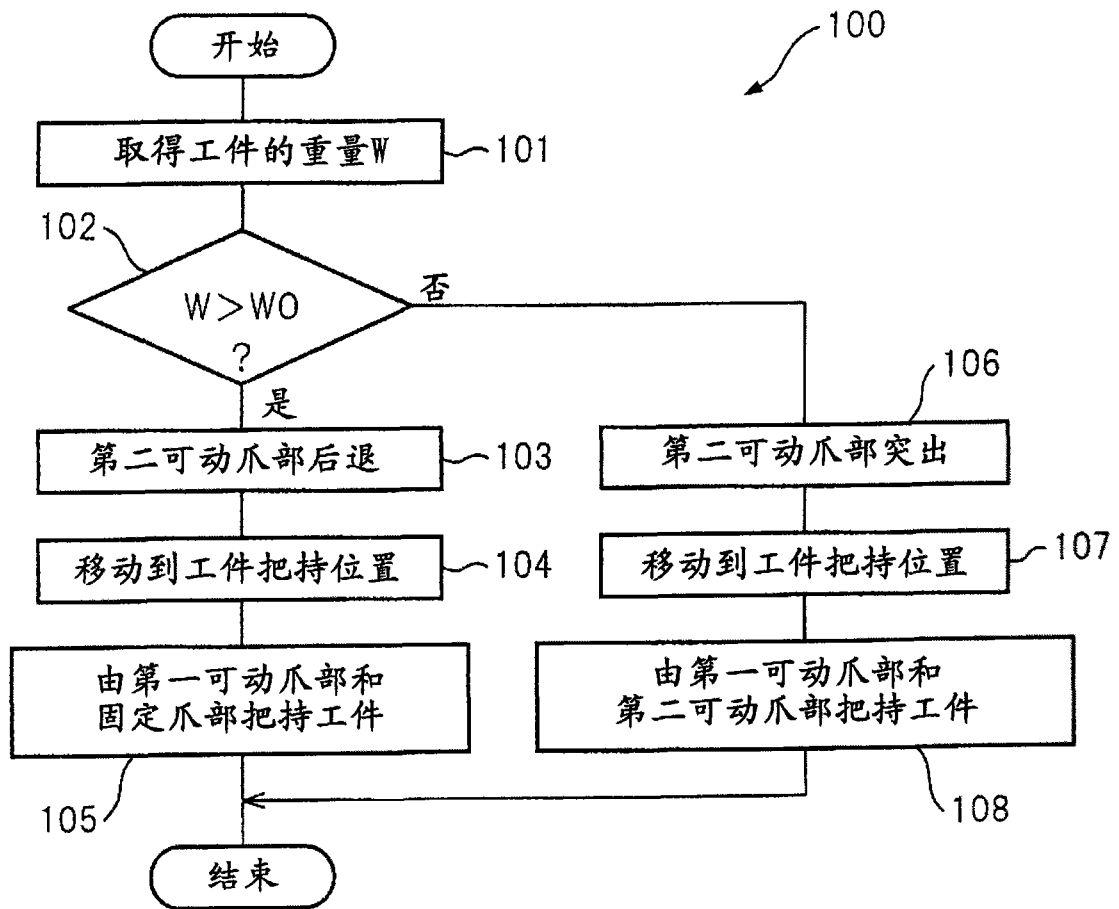 开始
100
取得工件的重量W
101
102
W>W0
?
否
是
106
第二可动爪部后退
103
第二可动爪部突出
移动到工件把持位置
104
移动到工件把持位置
107
由第一可动爪部和
固定爪部把持工件
105
由第一可动爪部和
第二可动爪部把持工件
108
结束